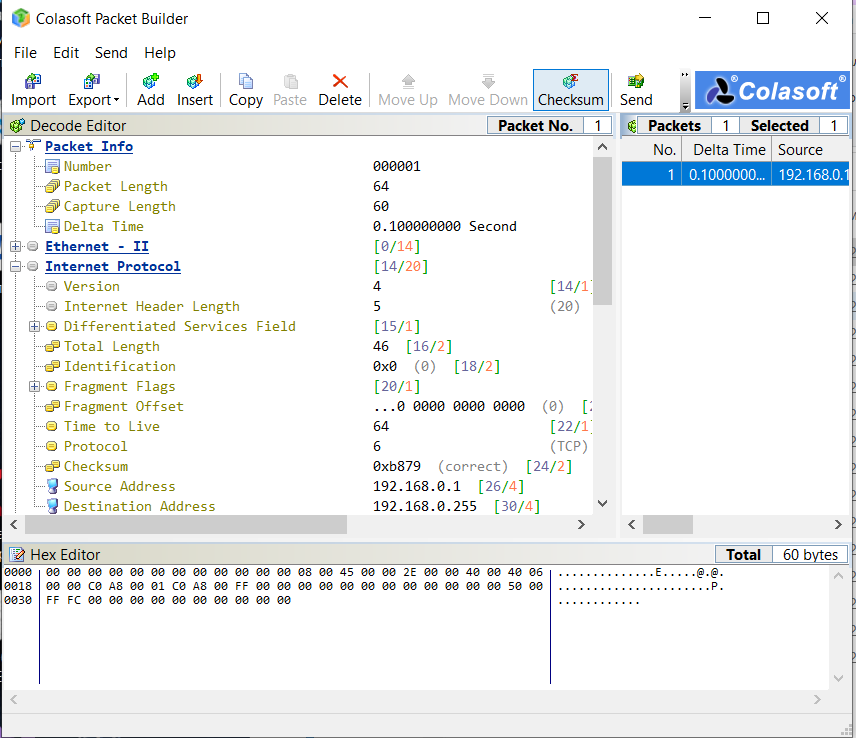 Colasoft Packet Builder
File Edit Send Help
Import Export Add Insert Copy Paste Delete Move Up Move Down Checksum Send Colasoft®
Decode Editor Packet No. 1
Packet Info
Number 000001
Packet Length 64
Capture Length 60
Delta Time 0.100000000 Second
Ethernet - II [0/14]
Internet Protocol [14/20]
Version 4 [14/1]
Internet Header Length 5 (20)
Differentiated Services Field [15/1]
Total Length 46 [16/2]
Identification 0x0 (0) [18/2]
Fragment Flags [20/1]
Fragment Offset ...0 0000 0000 0000 (0) [2
Time to Live 64 [22/1]
Protocol 6 (TCP)
Checksum 0xb879 (correct) [24/2]
Source Address 192.168.0.1 [26/4]
Destination Address 192.168.0.255 [30/4]
Packets 1 Selected 1
No. Delta Time Source
1 0.1000000... 192.168.0.1
Hex Editor Total 60 bytes
0000 00 00 00 00 00 00 00 00 00 00 00 00 08 00 45 00 00 2E 00 00 40 00 40 06 ..............E.....@.@.
0018 00 00 C0 A8 00 01 C0 A8 00 FF 00 00 00 00 00 00 00 00 00 00 00 00 50 00 ......................P.
0030 FF FC 00 00 00 00 00 00 00 00 00 00 ............